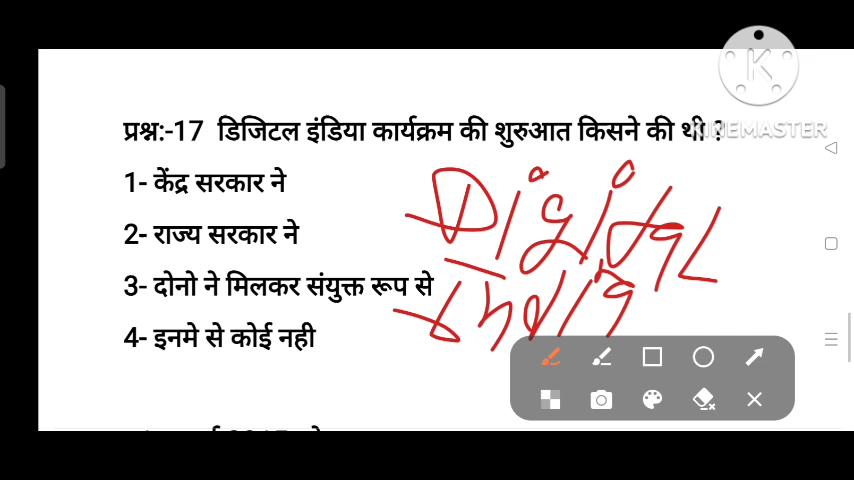 प्रश्न:-17 डिजिटल इंडिया कार्यक्रम की शुरुआत किसने की थी ?
KINEMASTER
1- केंद्र सरकार ने
2- राज्य सरकार ने
3- दोनो ने मिलकर संयुक्त रूप से
4- इनमे से कोई नही
Digital
India